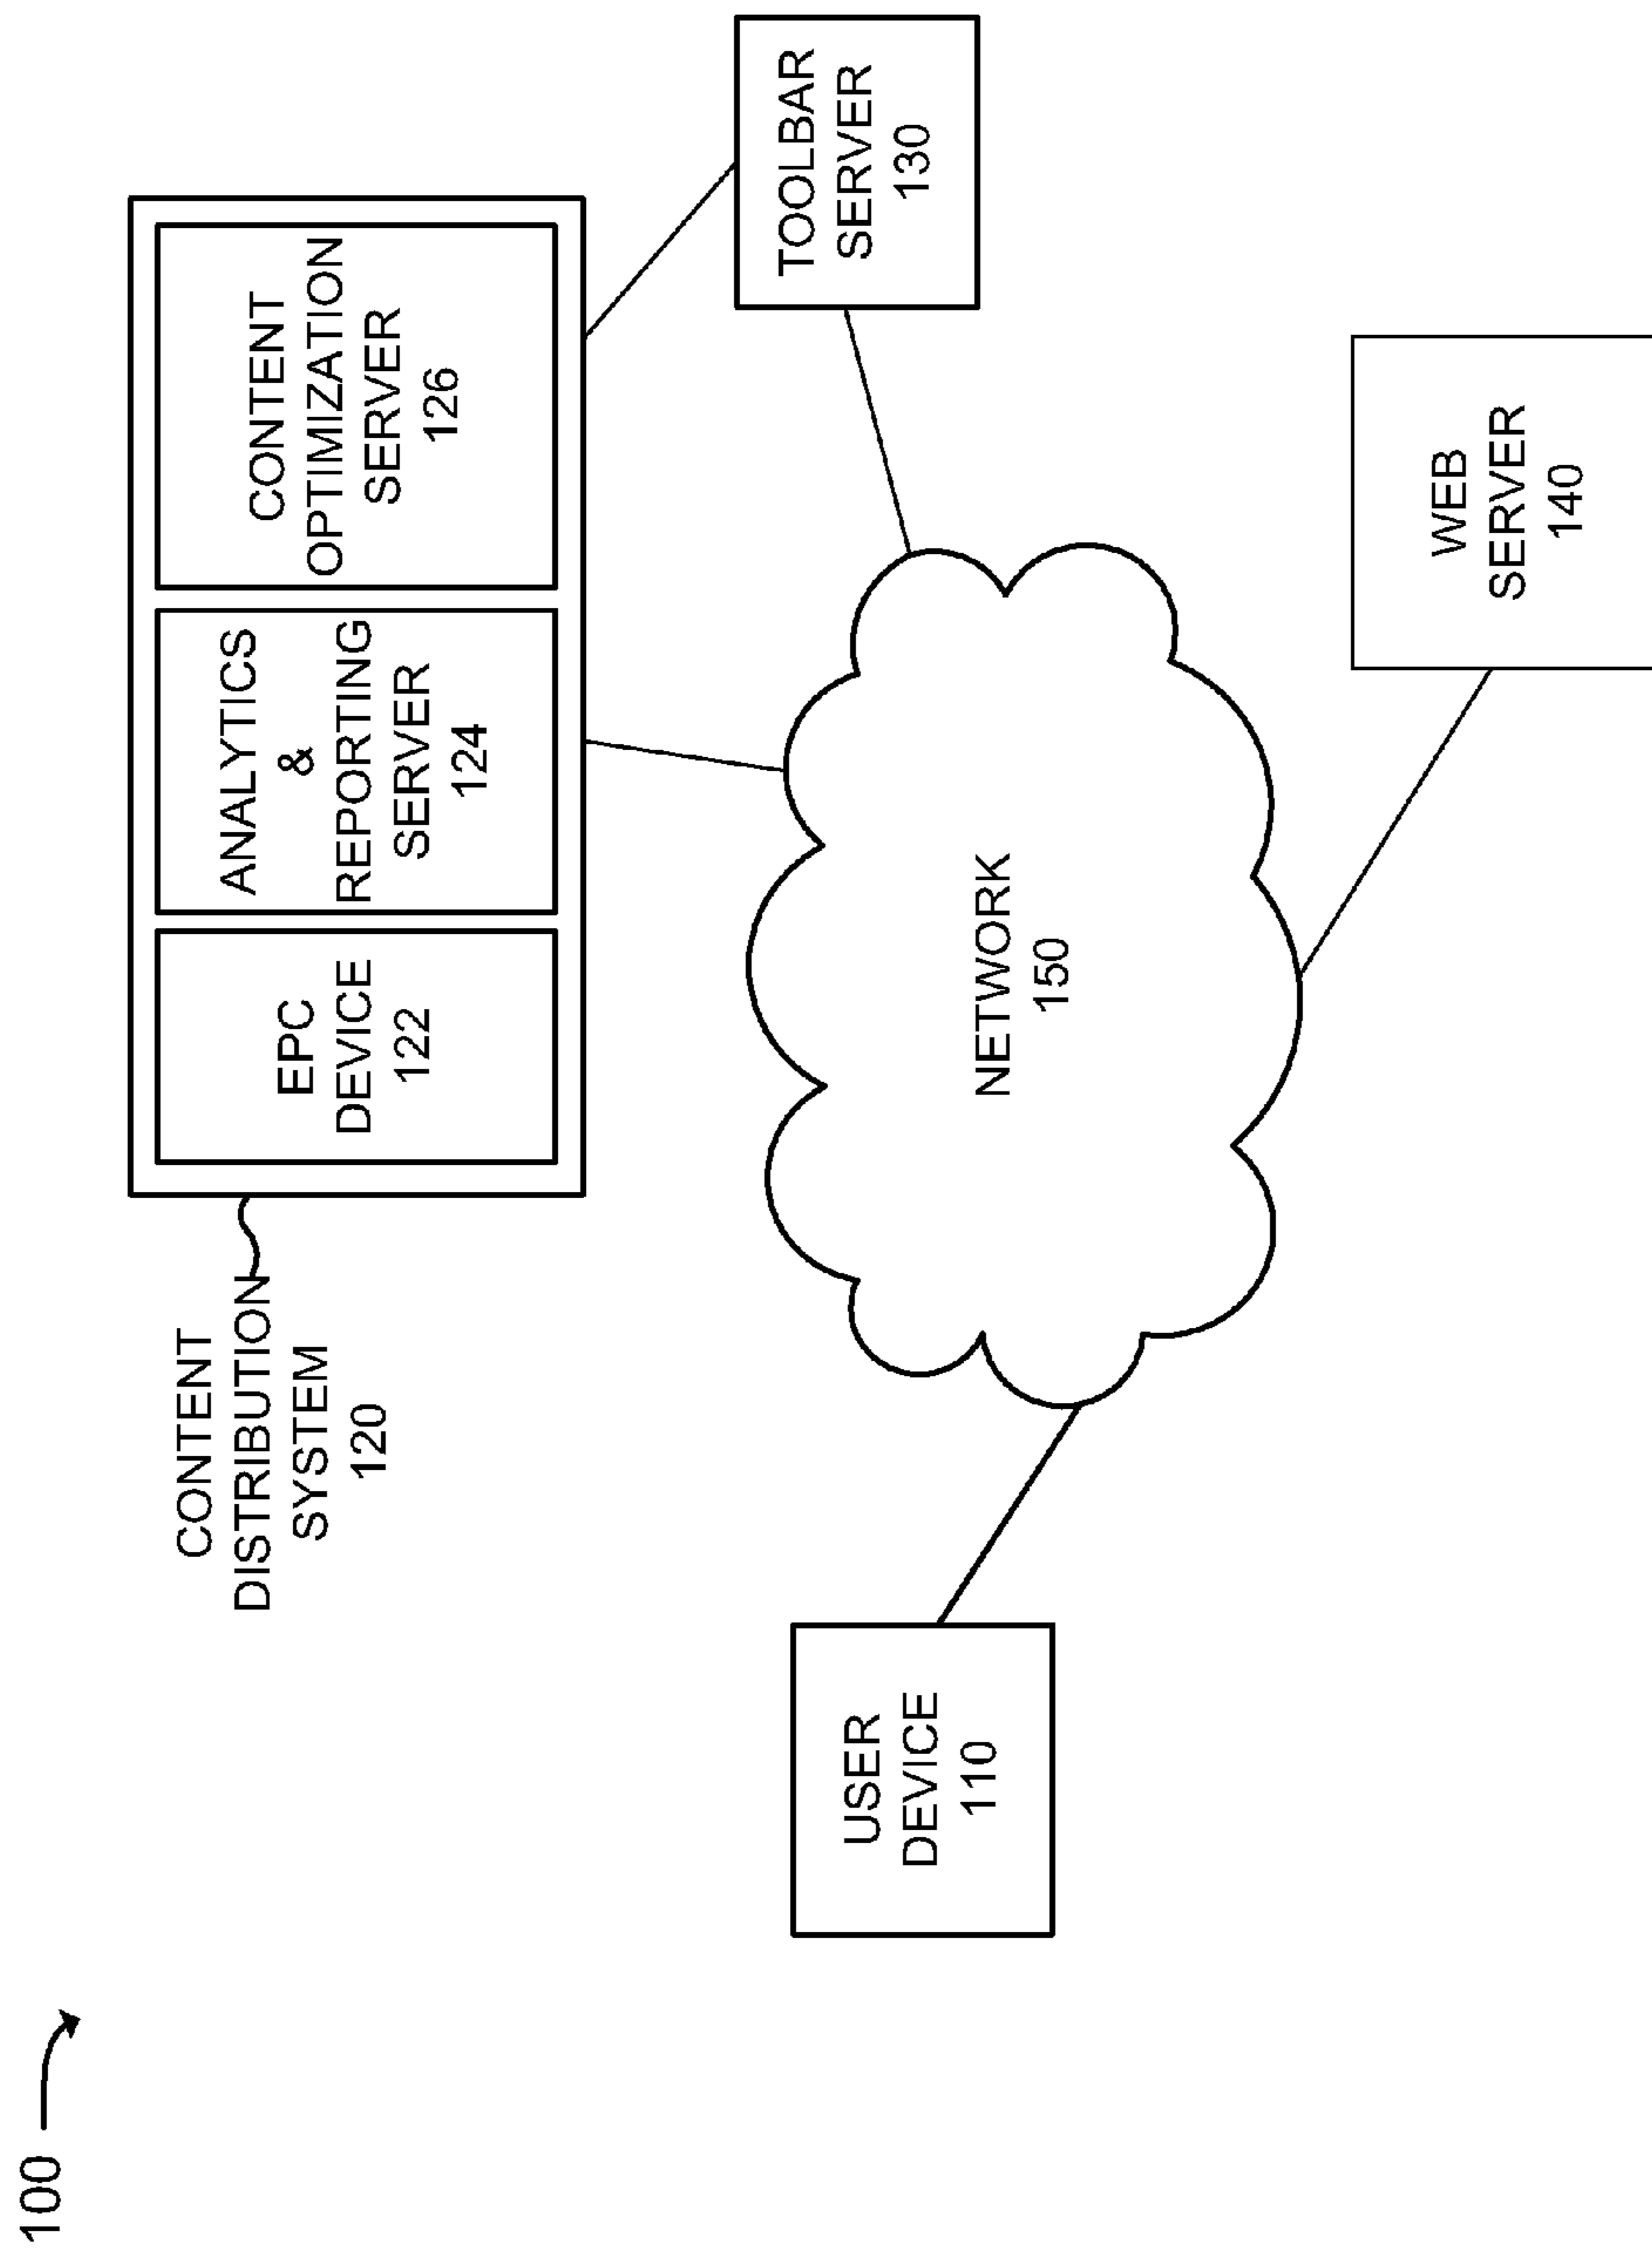 100
CONTENT
DISTRIBUTION
SYSTEM
120
EPC
DEVICE
122
ANALYTICS
&
REPORTING
SERVER
124
CONTENT
OPTIMIZATION
SERVER
126
USER
DEVICE
110
NETWORK
150
TOOLBAR
SERVER
130
WEB
SERVER
140